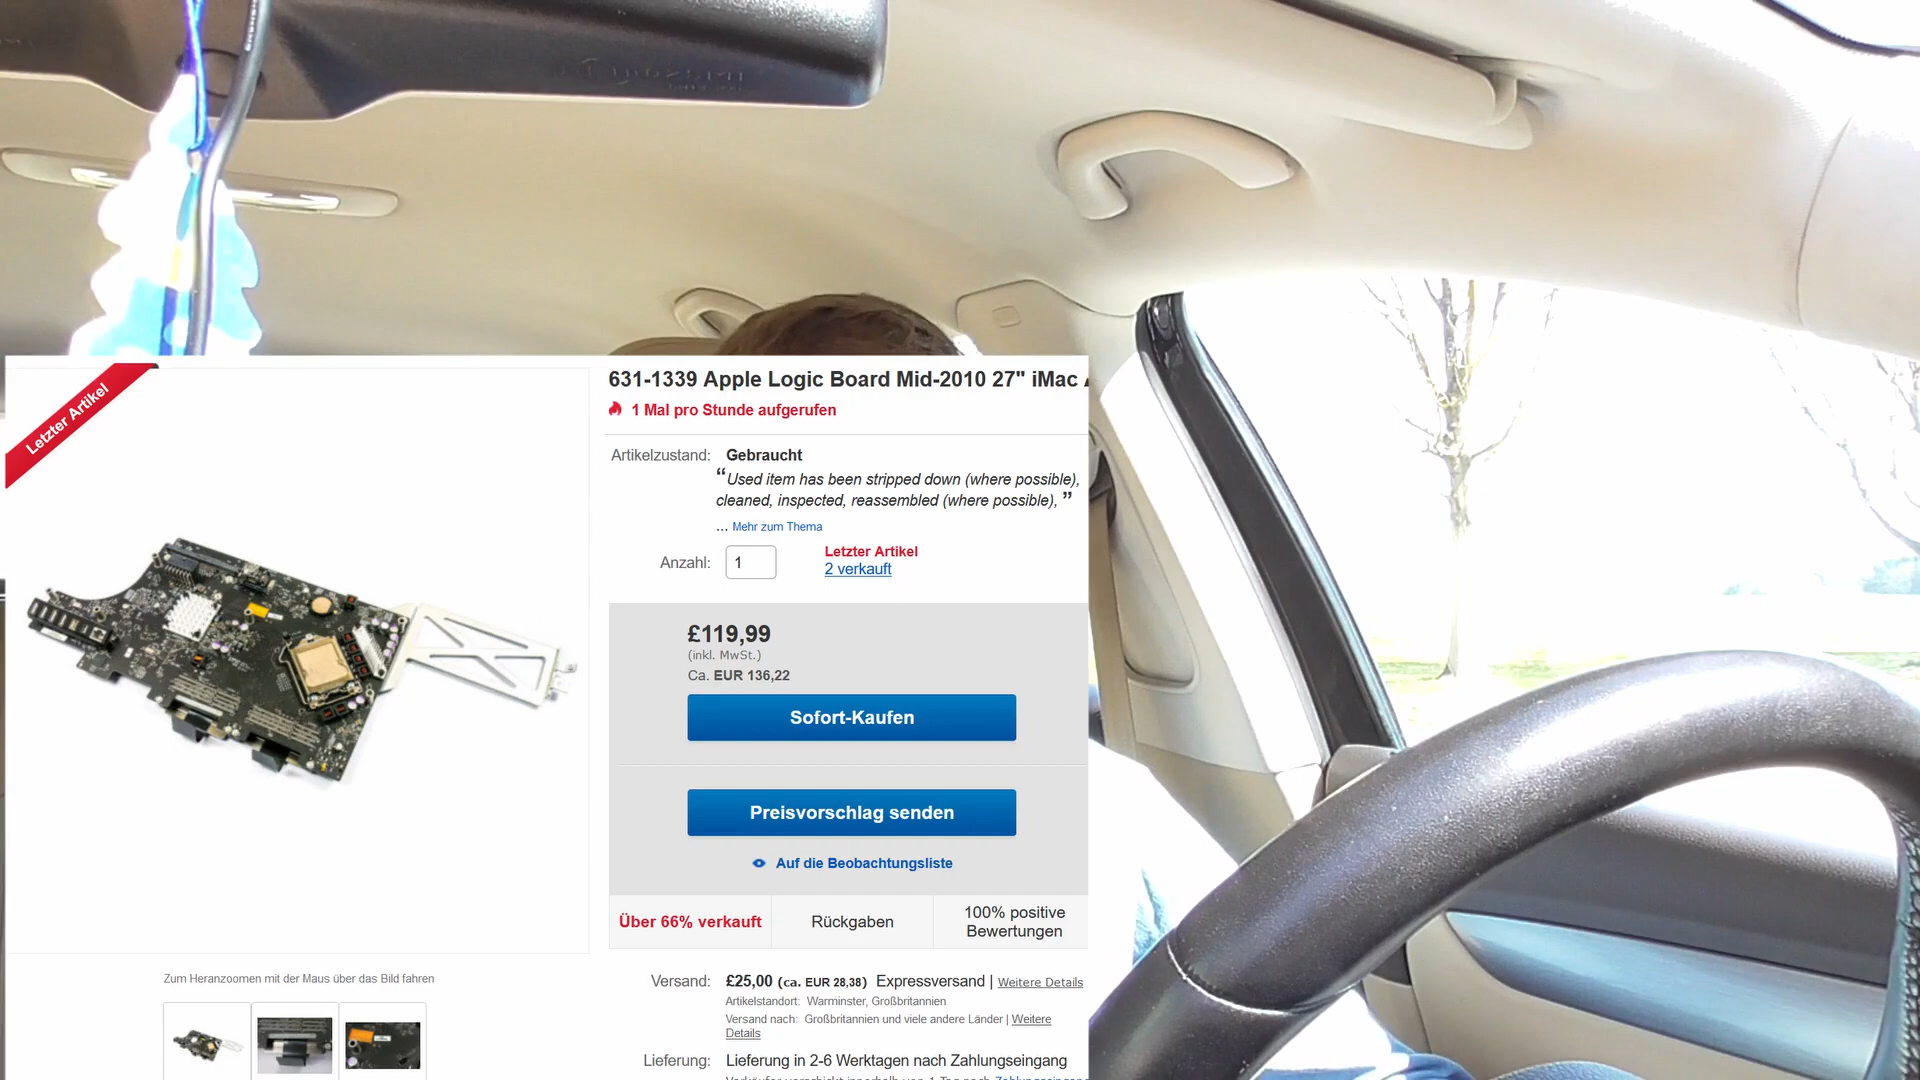 Letzter Artikel
631-1339 Apple Logic Board Mid-2010 27" iMac
1 Mal pro Stunde aufgerufen
Artikelzustand: Gebraucht
“Used item has been stripped down (where possible),
cleaned, inspected, reassembled (where possible), ”
... Mehr zum Thema
Anzahl: 1
Letzter Artikel
2 verkauft
£119,99
(inkl. MwSt.)
Ca. EUR 136,22
Sofort-Kaufen
Preisvorschlag senden
Auf die Beobachtungsliste
Über 66% verkauft
Rückgaben
100% positive
Bewertungen
Zum Heranzoomen mit der Maus über das Bild fahren
Versand: £25,00 (ca. EUR 28,38) Expressversand | Weitere Details
Artikelstandort: Warminster, Großbritannien
Versand nach: Großbritannien und viele andere Länder | Weitere
Details
Lieferung: Lieferung in 2-6 Werktagen nach Zahlungseingang